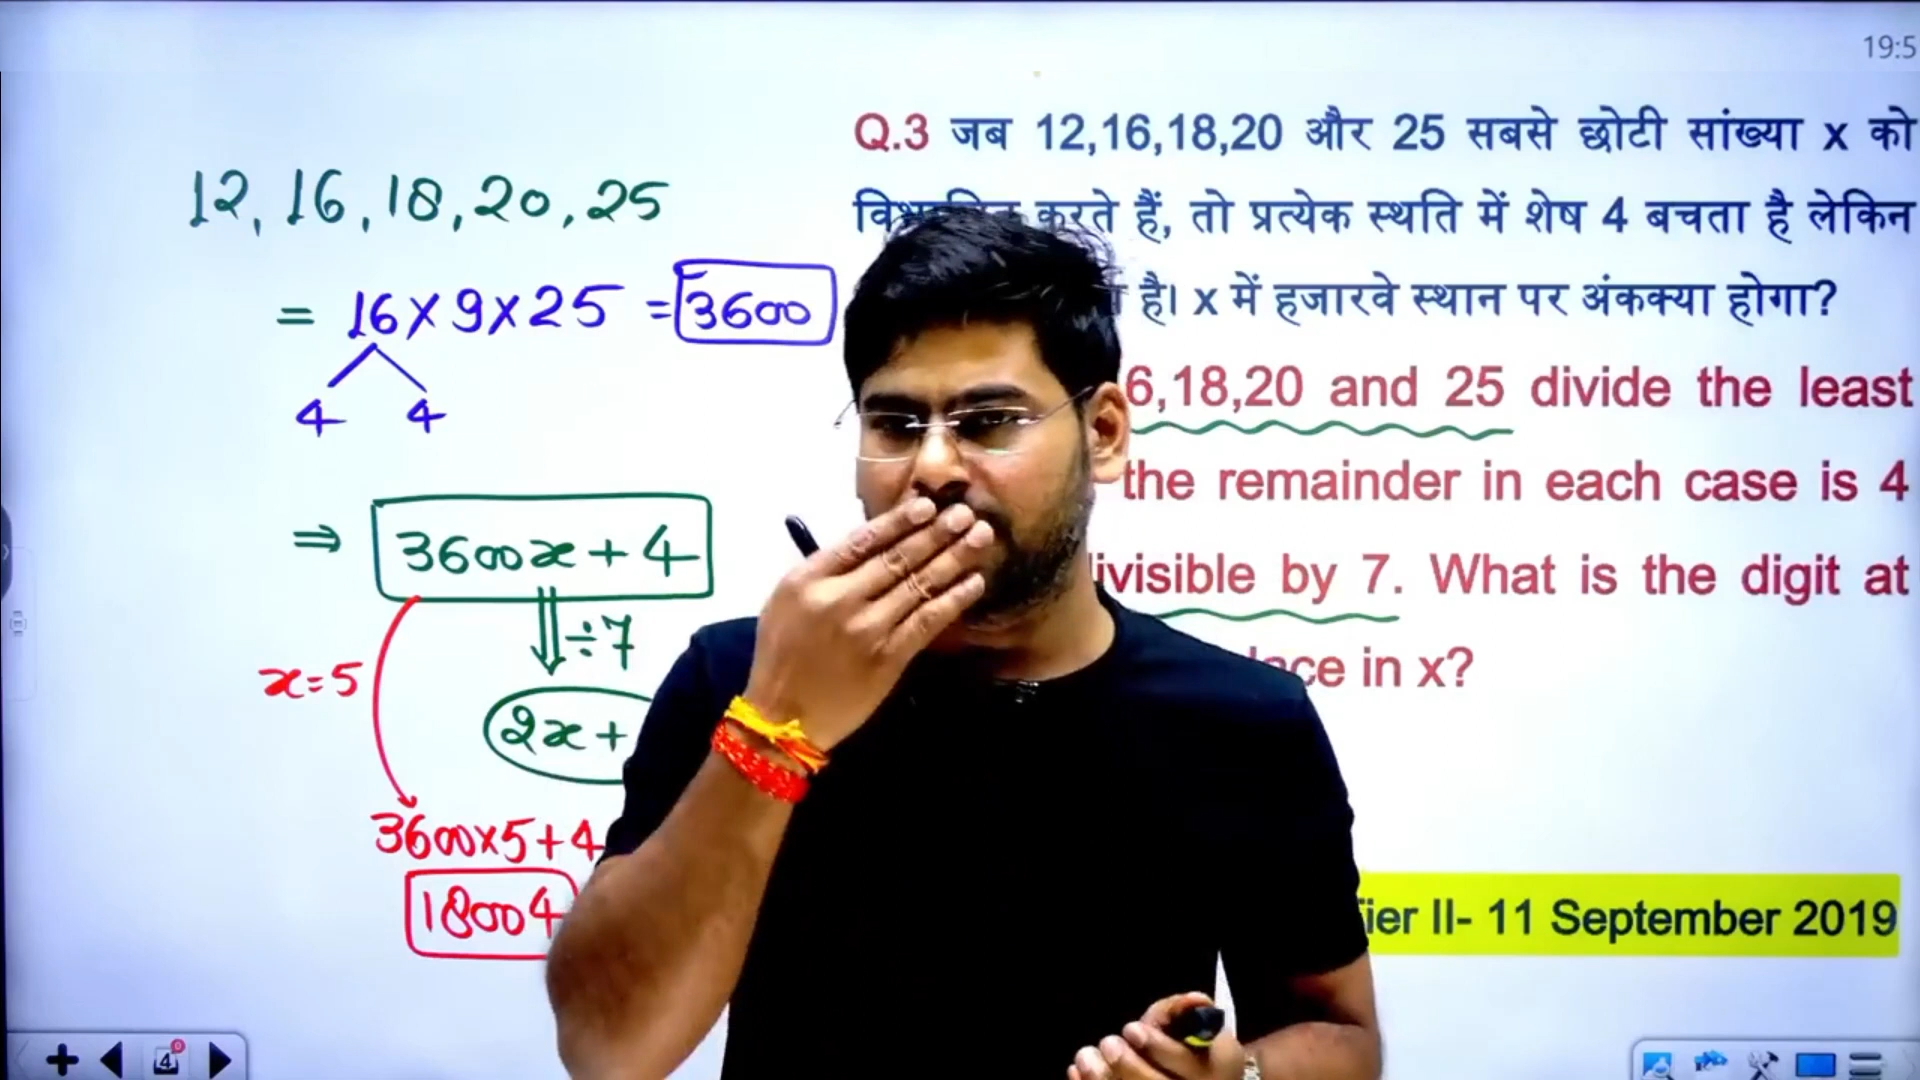 19:5
Q.3 जब 12,16,18,20 और 25 सबसे छोटी सांख्या x को
करते हैं, तो प्रत्येक स्थति में शेष 4 बचता है लेकिन
है। x में हजारवे स्थान पर अंकक्या होगा?
6,18,20 and 25 divide the least
the remainder in each case is 4
divisible by 7. What is the digit at
in x?
Tier II- 11 September 2019
12, 16, 18, 20, 25
= 16×9×25 = 3600
4 4
⇒ 3600x + 4
÷7
x=5
2x+
3600×5+4
18004
4